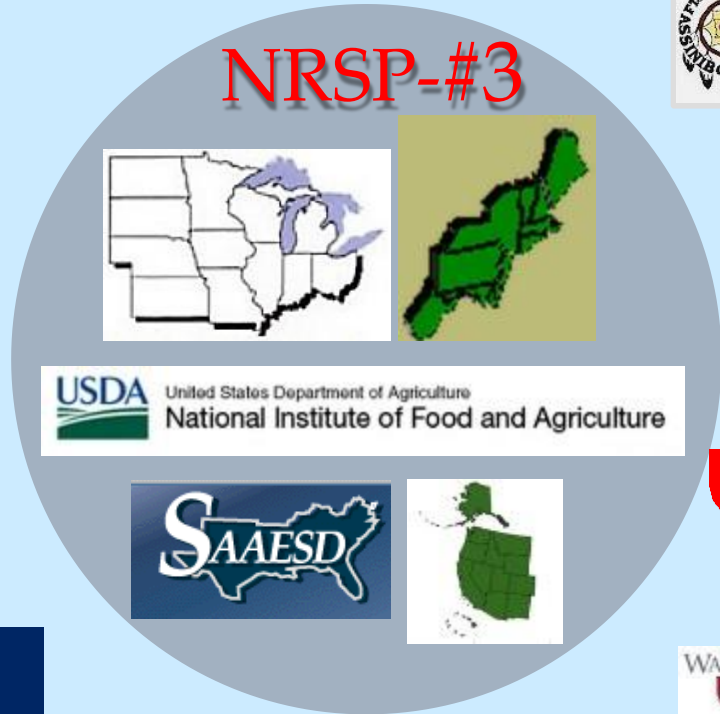 NRSP-#3
USDA
United States Department of Agriculture
National Institute of Food and Agriculture
SAAESD